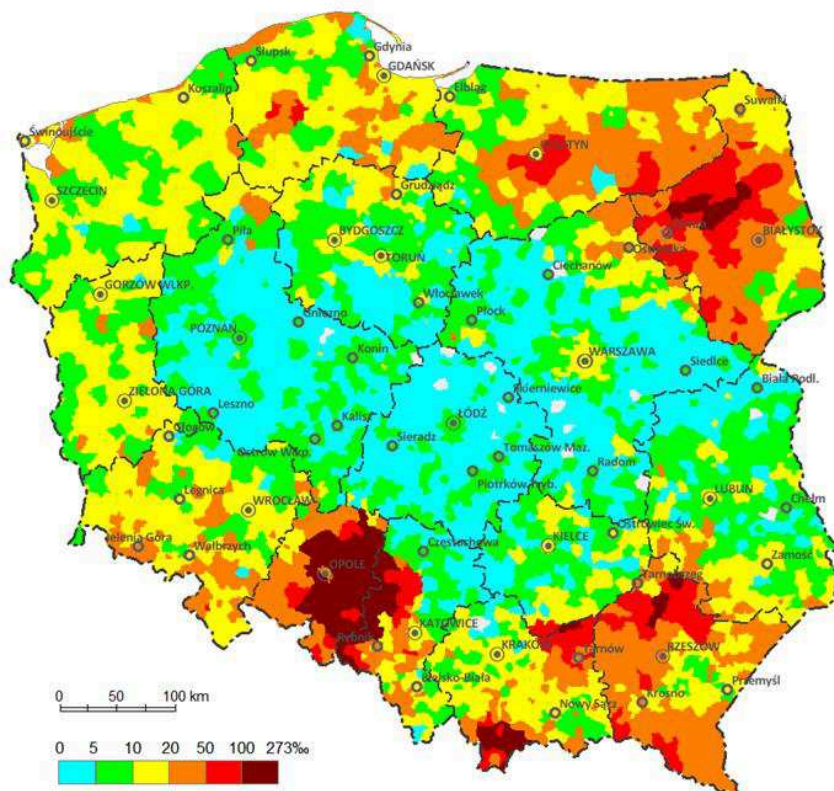 Słupsk
Gdynia
GDAŃSK
Koszalin
Elbląg
Suwałki
Świnoujście
SZCZECIN
Grudziądz
Piła
BYDGOSZCZ
TORUŃ
BIAŁYSTOK
Ciechanów
GORZÓW WLKP.
Włocławek
Płock
Gniezno
POZNAŃ
Konin
WARSZAWA
Siedlce
Biała Podl.
ZIELONA GÓRA
Leszno
Skierniewice
Kalisz
ŁÓDŹ
Głogów
Sieradz
Ostrów Wlkp.
Tomaszów Maz.
Piotrków Tryb.
Radom
Legnica
WROCŁAW
LUBLIN
Chełm
Jelenia Góra
Wałbrzych
Częstochowa
KIELCE
Ostrowiec Św.
Zamość
OPOLE
Tarnobrzeg
KATOWICE
Rybnik
KRAKÓW
Tarnów
RZESZÓW
Bielsko-Biała
Przemyśl
Krosno
Nowy Sącz
0 50 100 km
0 5 10 20 50 100 273‰